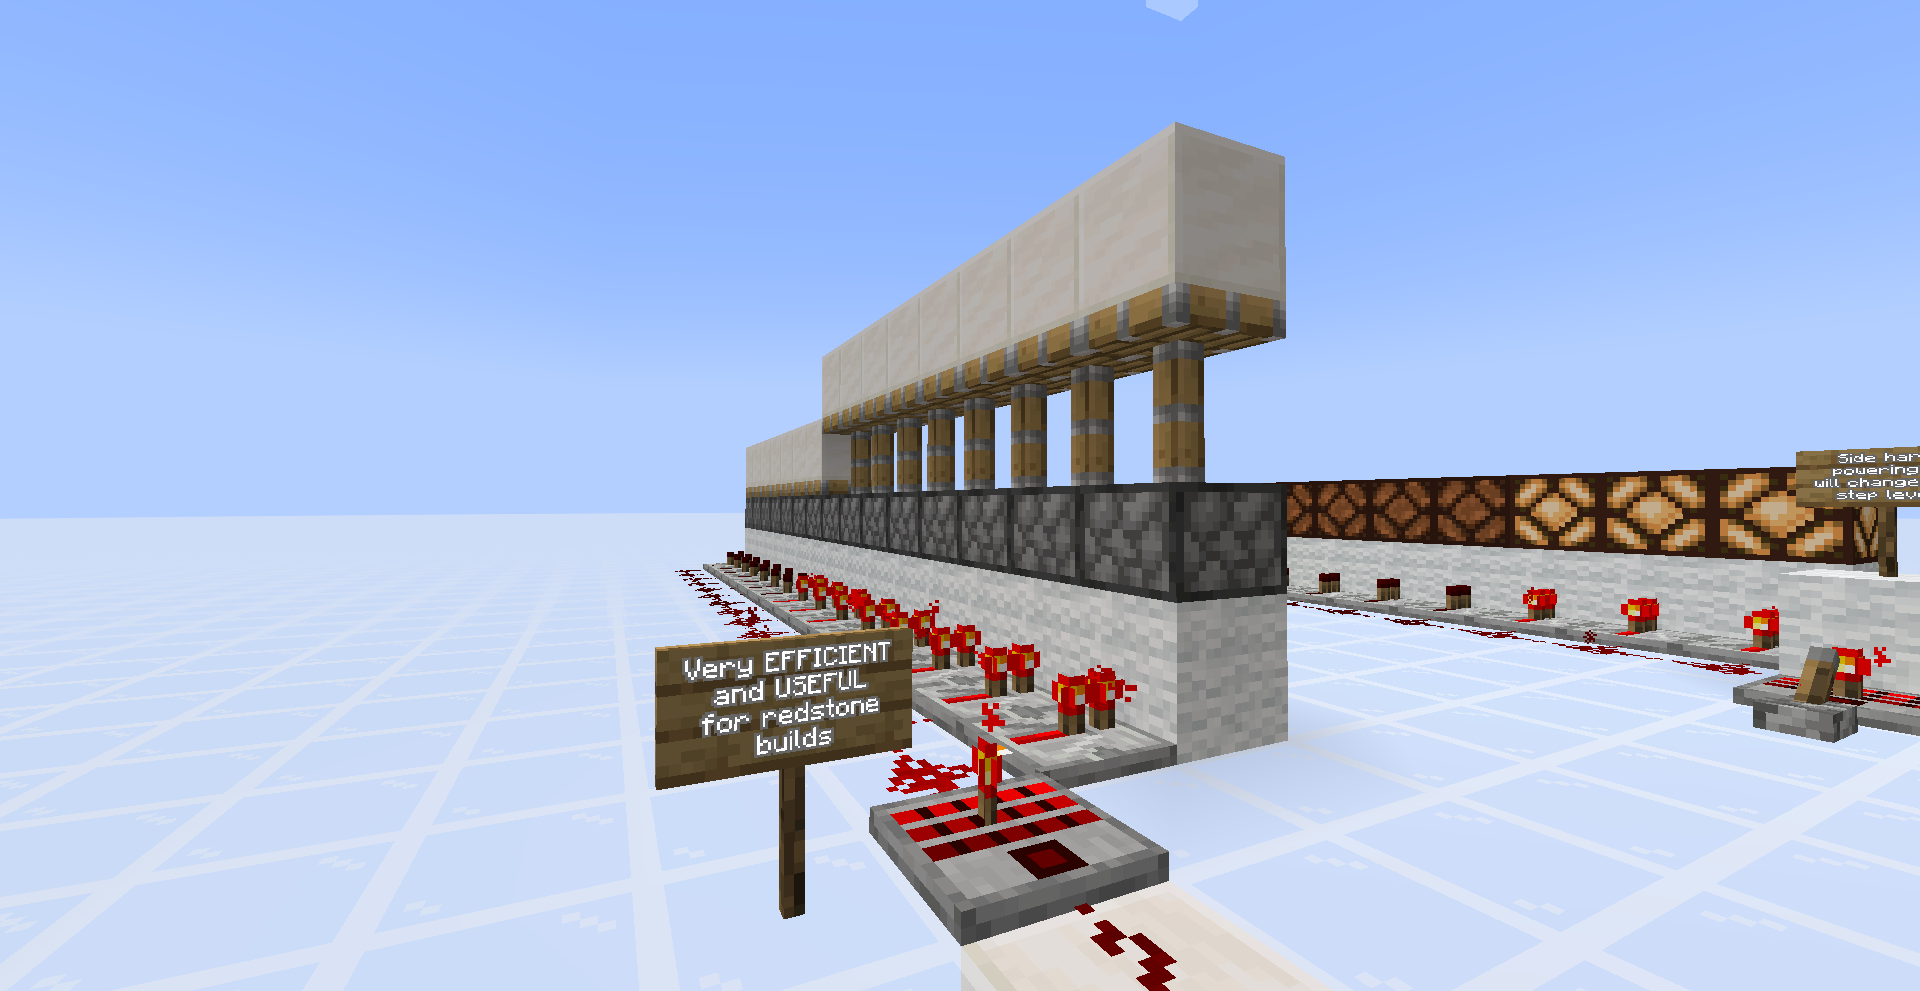 Very EFFICIENT
and USEFUL
for redstone
builds
Side
powering
will change
step